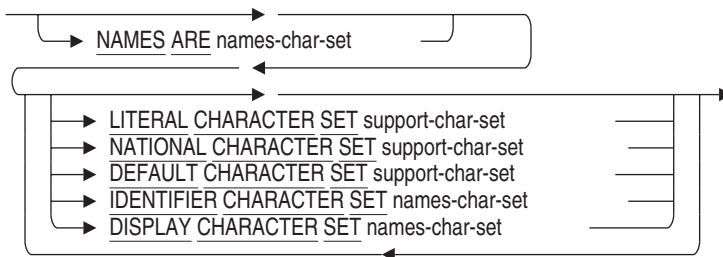 NAMES ARE names-char-set
LITERAL CHARACTER SET support-char-set
NATIONAL CHARACTER SET support-char-set
DEFAULT CHARACTER SET support-char-set
IDENTIFIER CHARACTER SET names-char-set
DISPLAY CHARACTER SET names-char-set